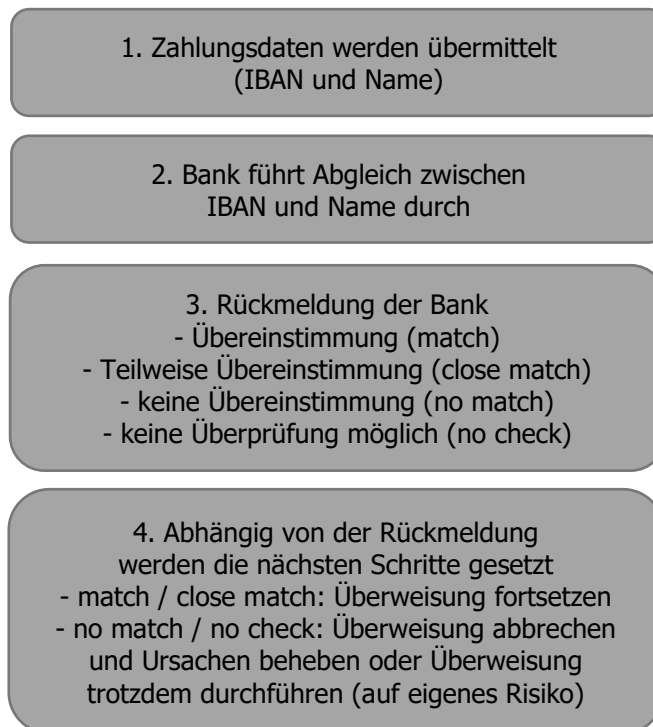 1. Zahlungsdaten werden übermittelt
(IBAN und Name)
2. Bank führt Abgleich zwischen
IBAN und Name durch
3. Rückmeldung der Bank
- Übereinstimmung (match)
- Teilweise Übereinstimmung (close match)
- keine Übereinstimmung (no match)
- keine Überprüfung möglich (no check)
4. Abhängig von der Rückmeldung
werden die nächsten Schritte gesetzt
- match / close match: Überweisung fortsetzen
- no match / no check: Überweisung abbrechen
und Ursachen beheben oder Überweisung
trotzdem durchführen (auf eigenes Risiko)